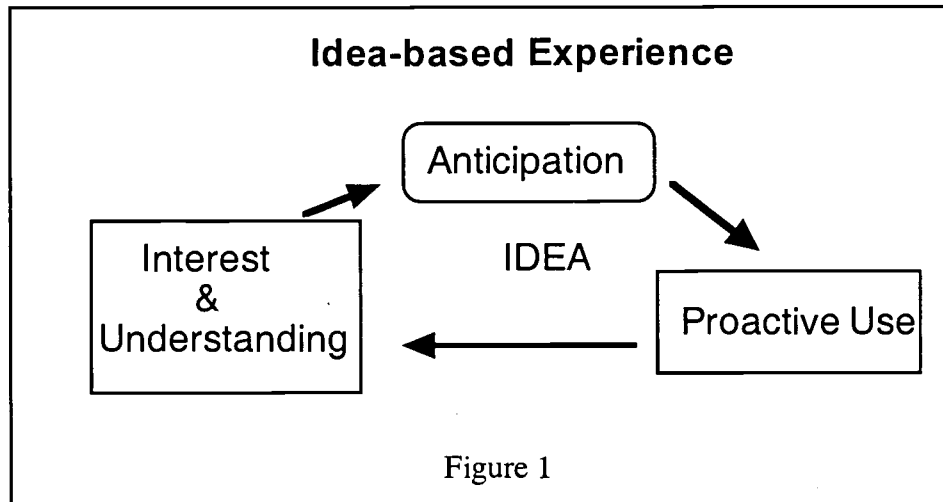 Idea-based Experience
Anticipation
Interest
&
Understanding
IDEA
Proactive Use
Figure 1